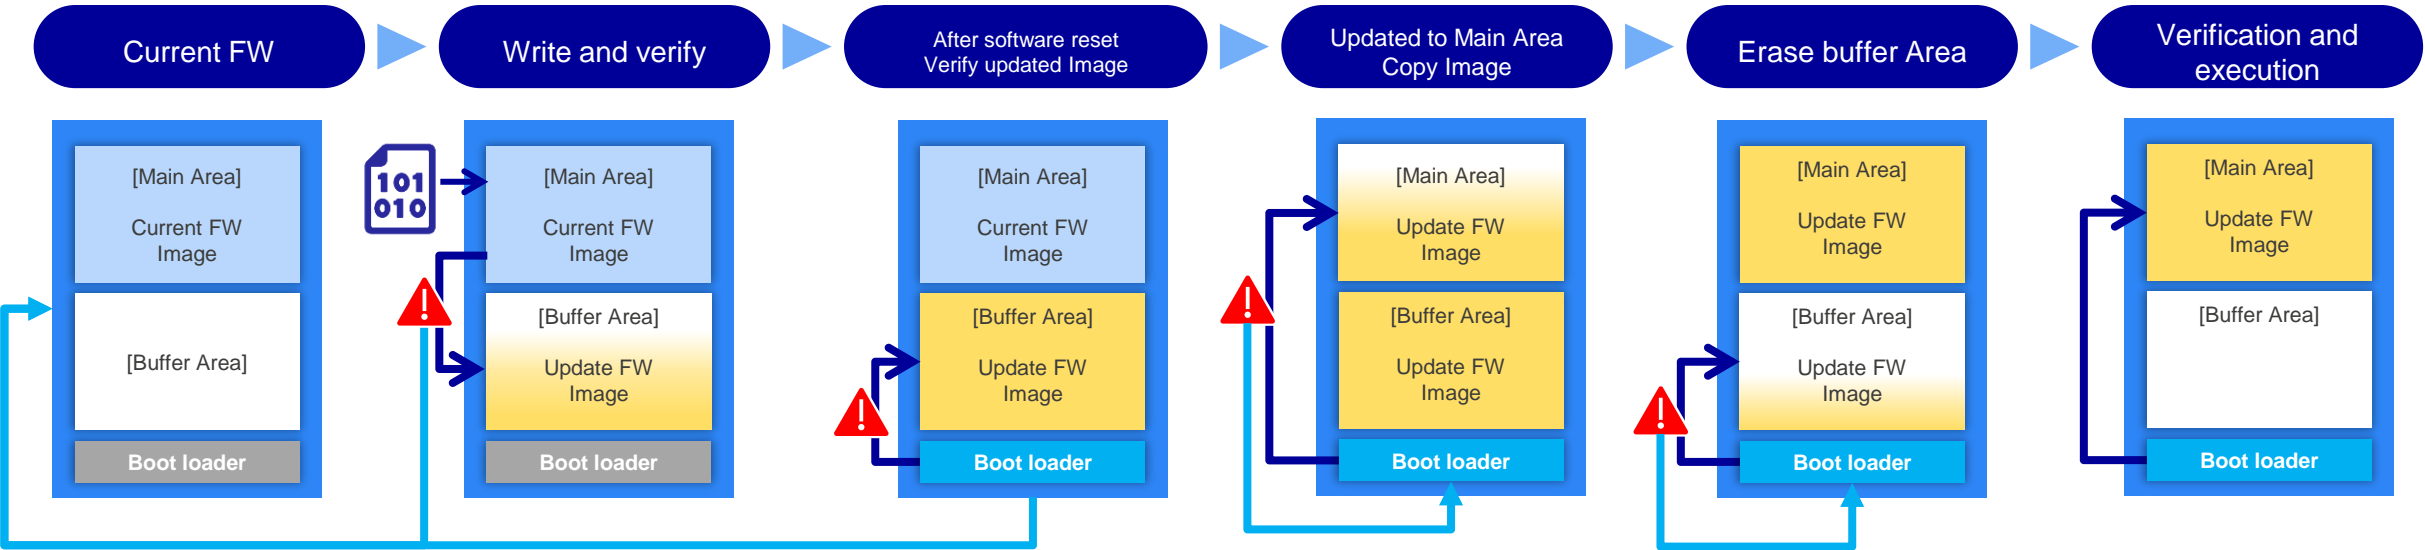 Current FW
Write and verify
After software reset
Verify updated Image
Updated to Main Area
Copy Image
Erase buffer Area
Verification and
execution
[Main Area]
Current FW
Image
[Buffer Area]
Boot loader
101
010
[Main Area]
Current FW
Image
[Buffer Area]
Update FW
Image
Boot loader
[Main Area]
Current FW
Image
[Buffer Area]
Update FW
Image
Boot loader
[Main Area]
Update FW
Image
[Buffer Area]
Update FW
Image
Boot loader
[Main Area]
Update FW
Image
[Buffer Area]
Update FW
Image
Boot loader
[Main Area]
Update FW
Image
[Buffer Area]
Boot loader